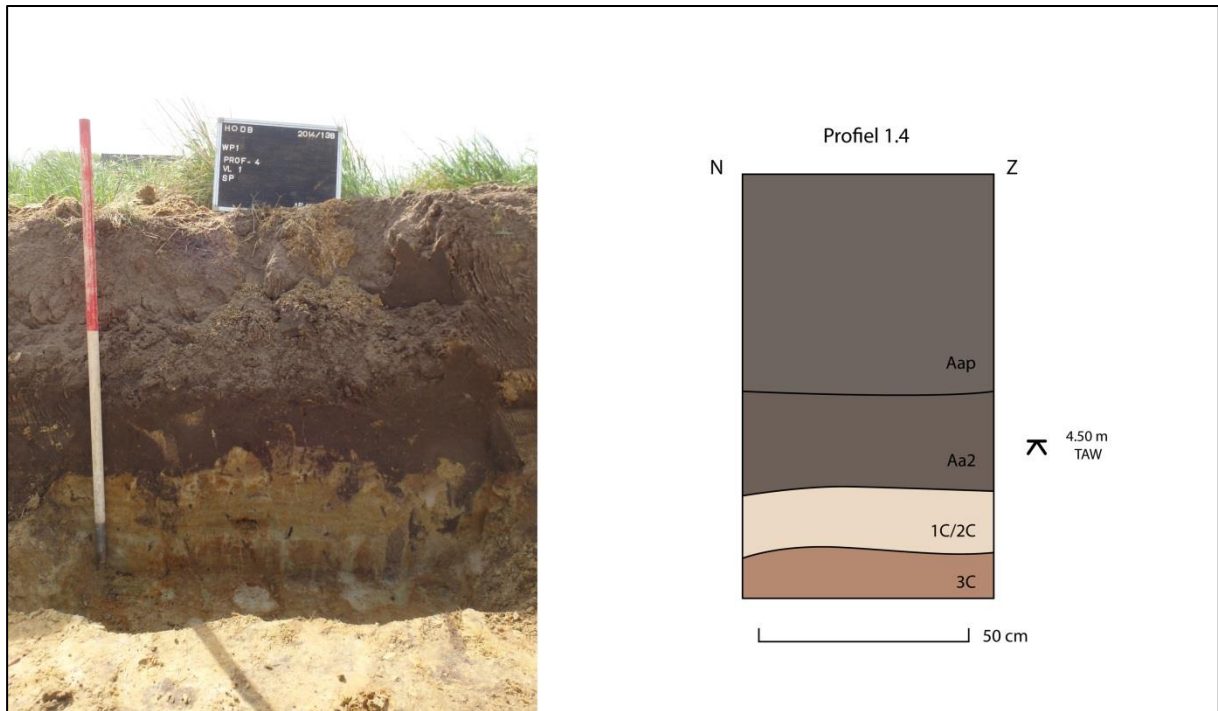 HODB 2014/138
WP1
PROF-4
VL 1
SP
Profiel 1.4
N Z
Aap
Aa2
4.50 m
TAW
1C/2C
3C
50 cm